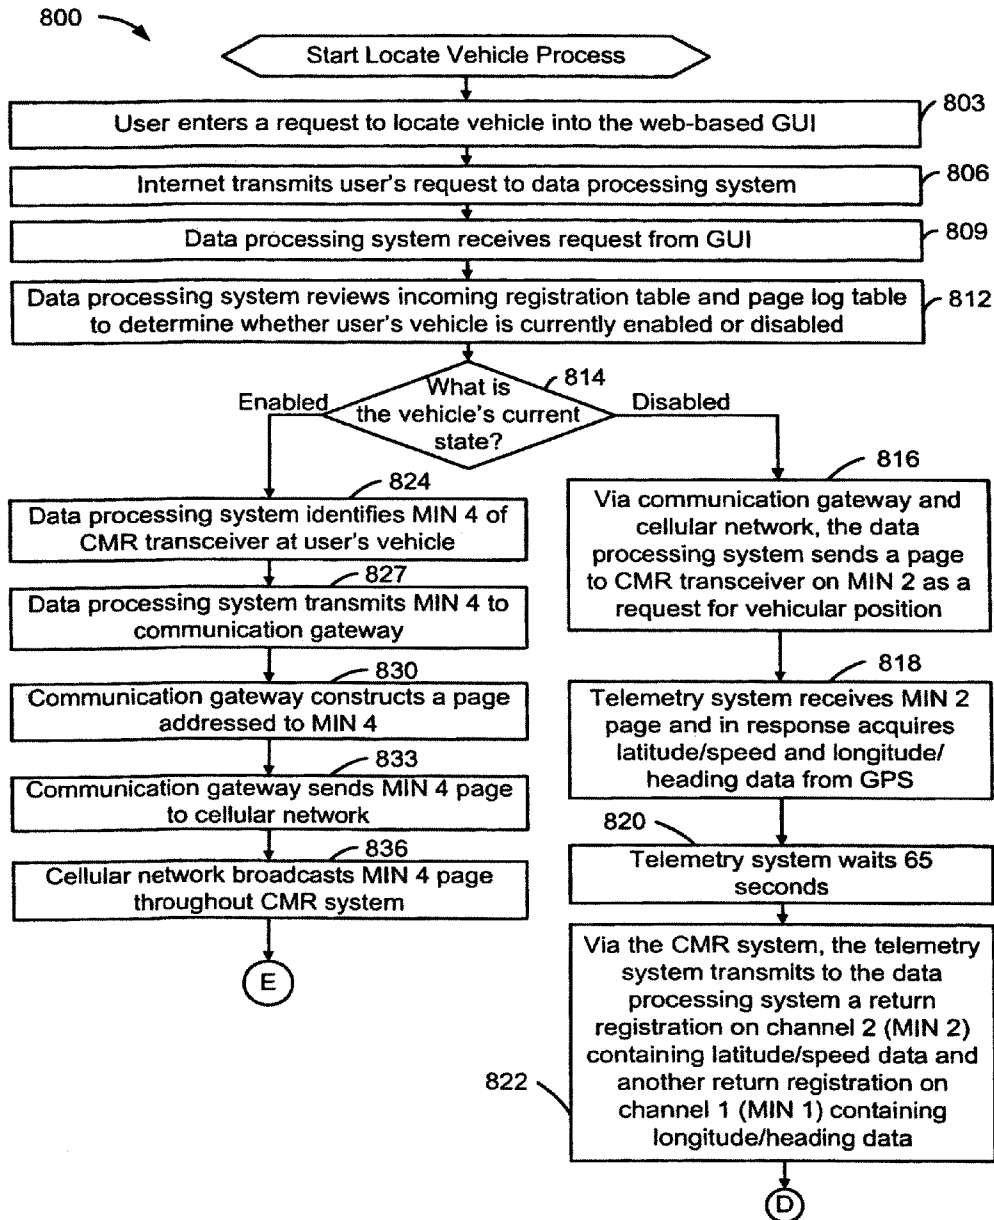 800
Start Locate Vehicle Process
803
User enters a request to locate vehicle into the web-based GUI
806
Internet transmits user's request to data processing system
809
Data processing system receives request from GUI
812
Data processing system reviews incoming registration table and page log table
to determine whether user's vehicle is currently enabled or disabled
814
What is
the vehicle's current
state?
Enabled
Disabled
824
Data processing system identifies MIN 4 of
CMR transceiver at user's vehicle
827
Data processing system transmits MIN 4 to
communication gateway
830
Communication gateway constructs a page
addressed to MIN 4
833
Communication gateway sends MIN 4 page
to cellular network
836
Cellular network broadcasts MIN 4 page
throughout CMR system
E
816
Via communication gateway and
cellular network, the data
processing system sends a page
to CMR transceiver on MIN 2 as a
request for vehicular position
818
Telemetry system receives MIN 2
page and in response acquires
latitude/speed and longitude/
heading data from GPS
820
Telemetry system waits 65
seconds
822
Via the CMR system, the telemetry
system transmits to the data
processing system a return
registration on channel 2 (MIN 2)
containing latitude/speed data and
another return registration on
channel 1 (MIN 1) containing
longitude/heading data
D